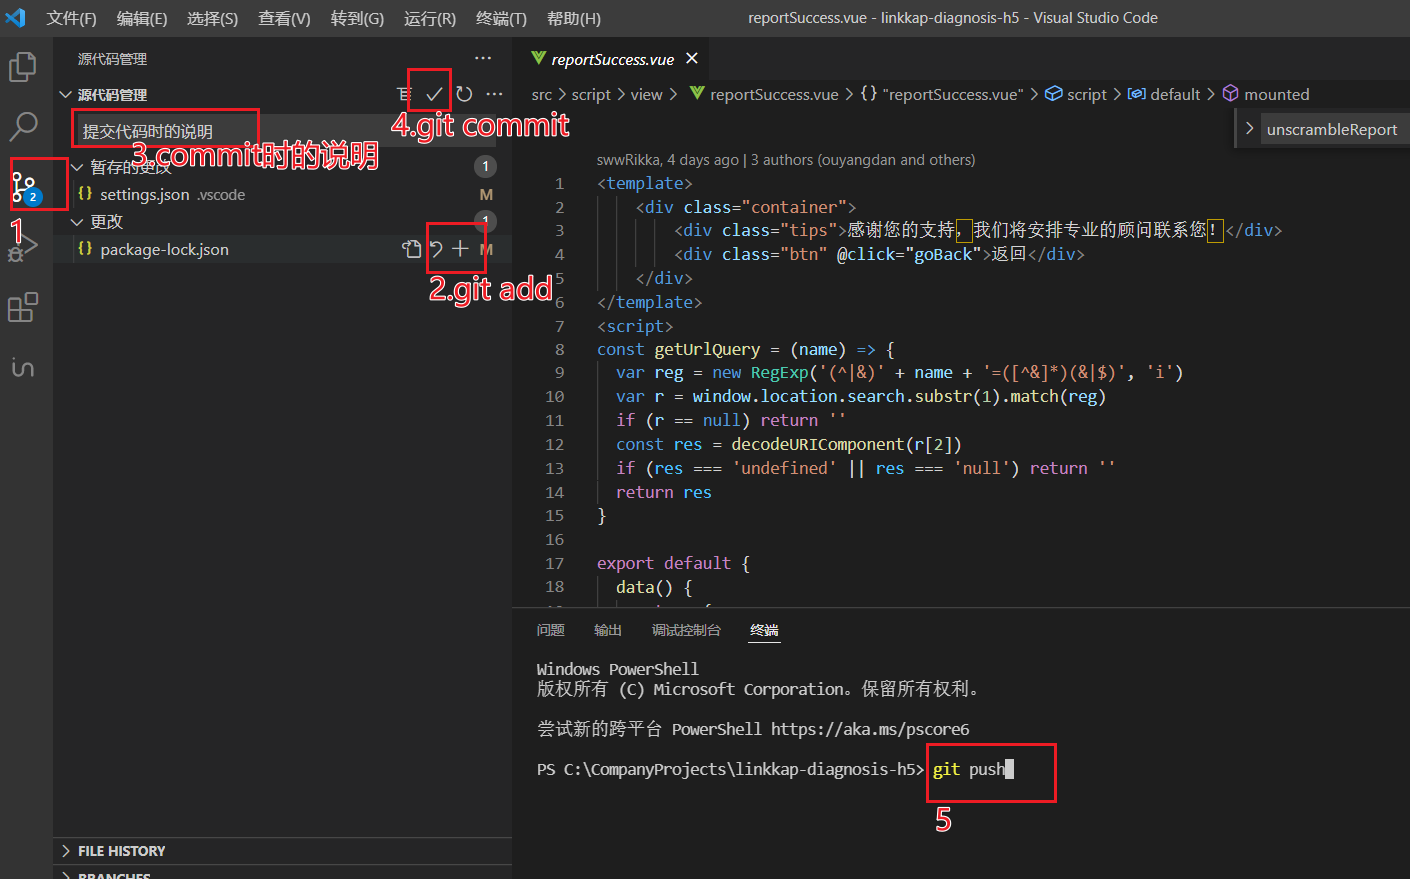 文件(F) 编辑(E) 选择(S) 查看(V) 转到(G) 运行(R) 终端(T) 帮助(H) reportSuccess.vue - linkkap-diagnosis-h5 - Visual Studio Code
源代码管理
源代码管理
提交代码时的说明
4.git commit
3.commit时的说明
暂存的更改 1
{} settings.json .vscode M
更改 1
{} package-lock.json M
2.git add
2
1
reportSuccess.vue
src > script > view > reportSuccess.vue > {} "reportSuccess.vue" > script > default > mounted
unscrambleReport
swwRikka, 4 days ago | 3 authors (ouyangdan and others)
1 <template>
2 <div class="container">
3 <div class="tips">感谢您的支持，我们将安排专业的顾问联系您！</div>
4 <div class="btn" @click="goBack">返回</div>
5 </div>
6 </template>
7 <script>
8 const getUrlQuery = (name) => {
9 var reg = new RegExp('(^|&)' + name + '=([^&]*)(&|$)', 'i')
10 var r = window.location.search.substr(1).match(reg)
11 if (r == null) return ''
12 const res = decodeURIComponent(r[2])
13 if (res === 'undefined' || res === 'null') return ''
14 return res
15 }
16
17 export default {
18 data() {
问题 输出 调试控制台 终端
Windows PowerShell
版权所有 (C) Microsoft Corporation。保留所有权利。
尝试新的跨平台 PowerShell https://aka.ms/pscore6
PS C:\CompanyProjects\linkkap-diagnosis-h5> git push
5
FILE HISTORY
BRANCHES